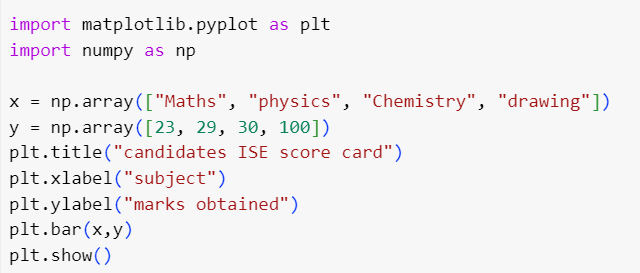 import matplotlib.pyplot as plt
import numpy as np
x = np.array(["Maths", "physics", "Chemistry", "drawing"])
y = np.array([23, 29, 30, 100])
plt.title("candidates ISE score card")
plt.xlabel("subject")
plt.ylabel("marks obtained")
plt.bar(x,y)
plt.show()